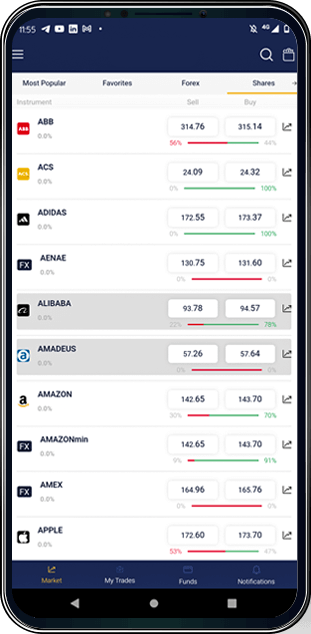 11:55 4G
Most Popular Favorites Forex Shares
Instrument Sell Buy
ABB
ABB 314.76 315.14
0.0% 56% 44%
ACS
ACS 24.09 24.32
0.0% 0% 100%
ADIDAS 172.55 173.37
0.0% 0% 100%
FX AENAE 130.75 131.60
0.0% 0% 0%
ALIBABA 93.78 94.57
0.0% 22% 78%
AMADEUS 57.26 57.64
0.0% 0% 0%
AMAZON 142.65 143.70
0.0% 30% 70%
FX AMAZONmin 142.65 143.70
0.0% 9% 91%
FX AMEX 164.96 165.76
0.0% 0% 0%
APPLE 172.60 173.70
0.0% 53% 47%
Market My Trades Funds Notifications